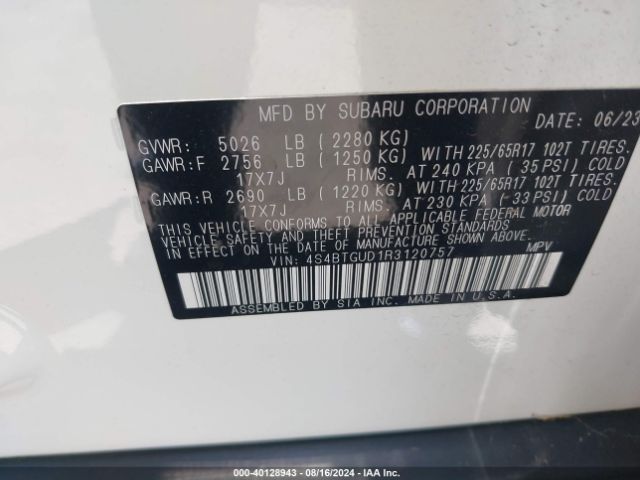 MFD BY SUBARU CORPORATION DATE: 06/23
GVWR: 5026 LB ( 2280 KG)
GAWR:F 2756 LB ( 1250 KG) WITH 225/65R17 102T TIRES.
17X7J RIMS. AT 240 KPA ( 35 PSI) COLD
GAWR:R 2690 LB ( 1220 KG) WITH 225/65R17 102T TIRES.
17X7J RIMS. AT 230 KPA ( 33 PSI) COLD
THIS VEHICLE CONFORMS TO ALL APPLICABLE FEDERAL MOTOR
VEHICLE SAFETY AND THEFT PREVENTION STANDARDS
IN EFFECT ON THE DATE OF MANUFACTURE SHOWN ABOVE.
VIN: 4S4BTGUD1R3120757 MPV
ASSEMBLED BY SIA INC. MADE IN U.S.A.
000-40128943 / 08/16/2024 - IAA Inc.